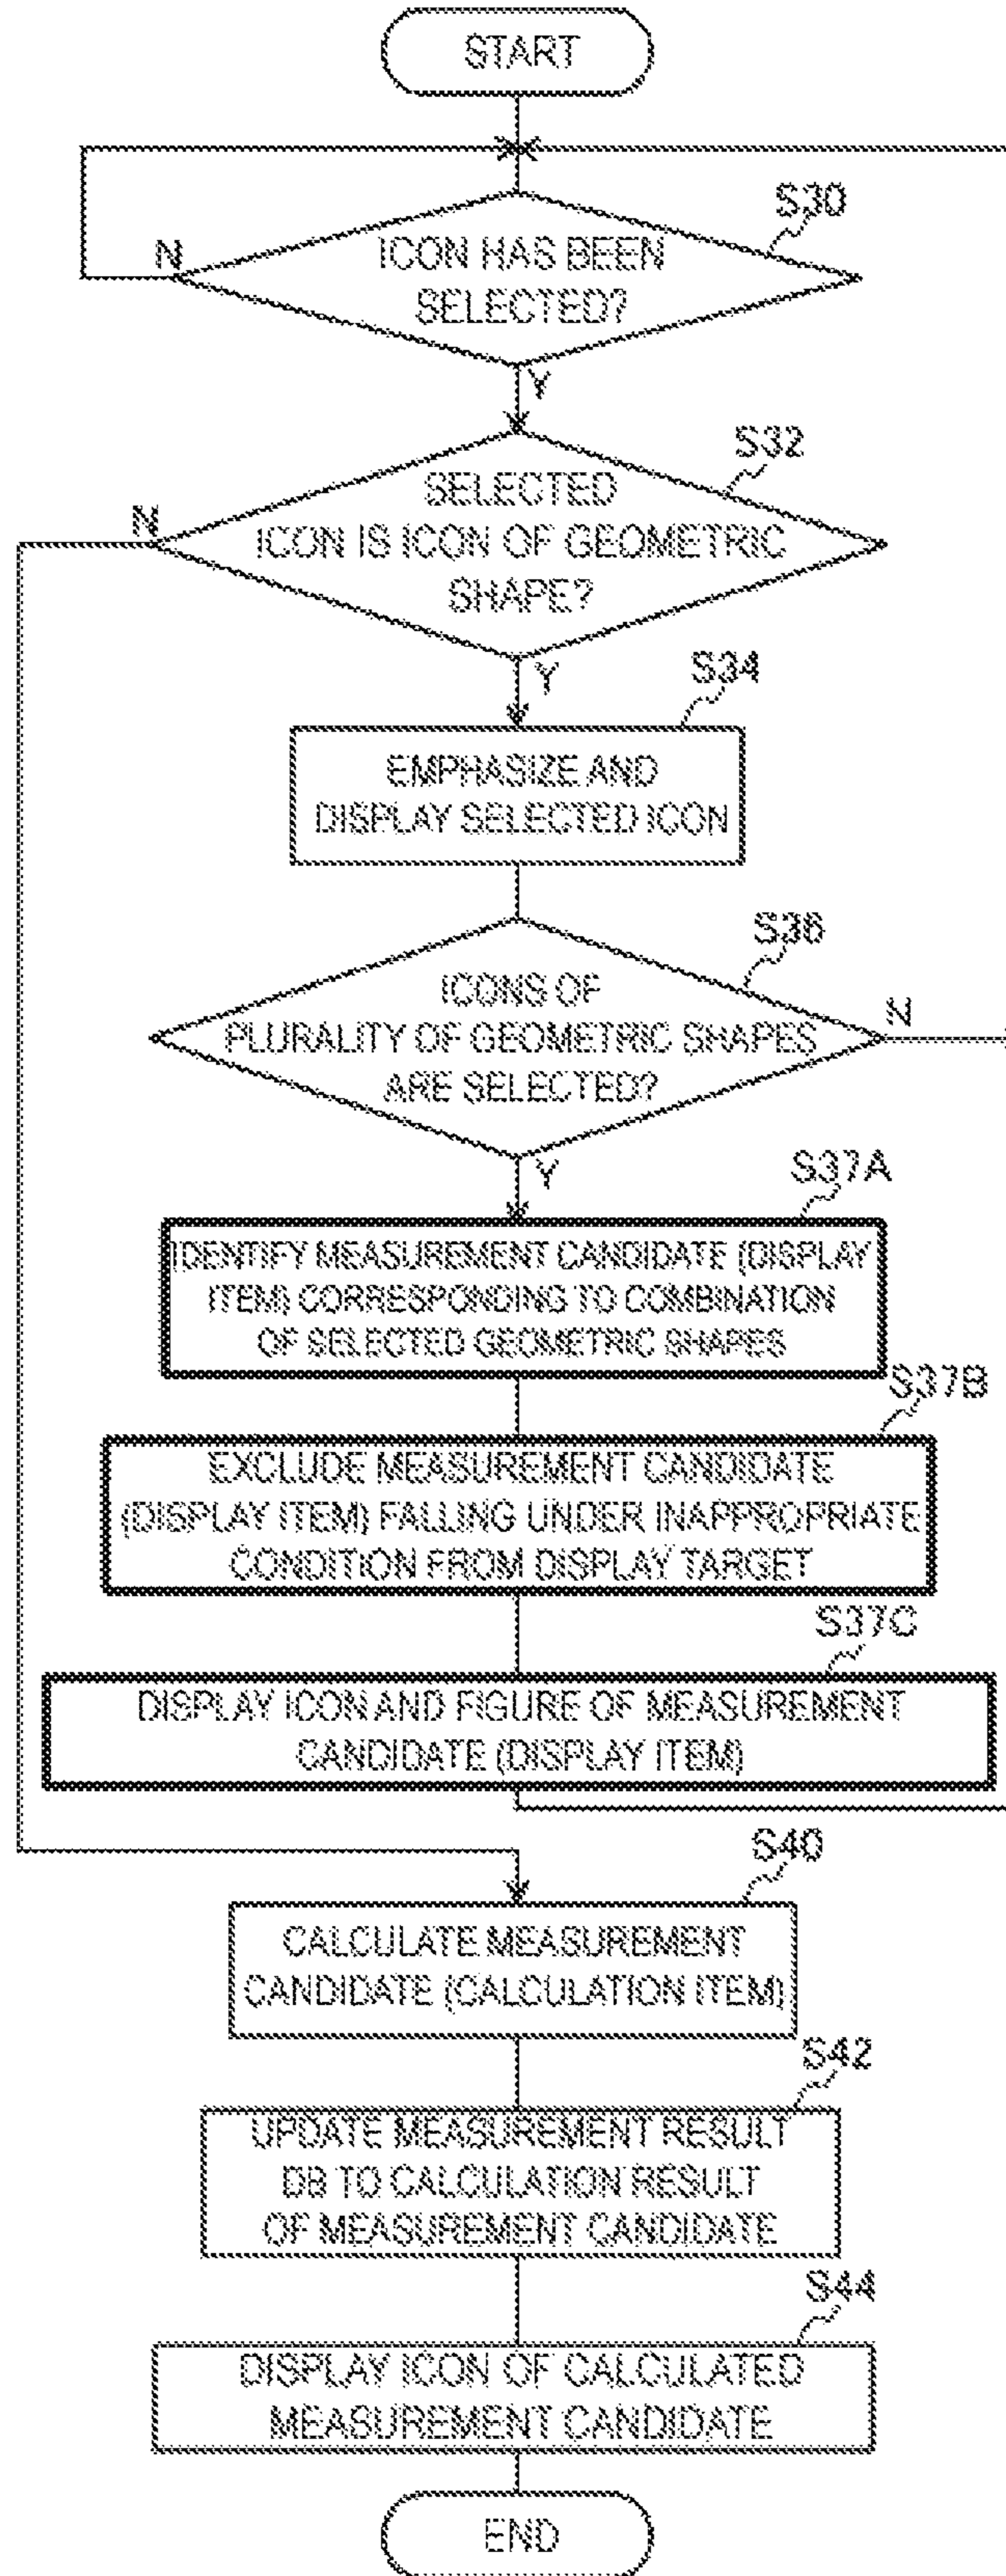 START
S30
N
ICON HAS BEEN
SELECTED?
Y
S32
N
SELECTED
ICON IS ICON OF GEOMETRIC
SHAPE?
Y
S34
EMPHASIZE AND
DISPLAY SELECTED ICON
S36
ICONS OF
PLURALITY OF GEOMETRIC SHAPES
ARE SELECTED?
N
Y
S37A
IDENTIFY MEASUREMENT CANDIDATE (DISPLAY
ITEM) CORRESPONDING TO COMBINATION
OF SELECTED GEOMETRIC SHAPES
S37B
EXCLUDE MEASUREMENT CANDIDATE
(DISPLAY ITEM) FALLING UNDER INAPPROPRIATE
CONDITION FROM DISPLAY TARGET
S37C
DISPLAY ICON AND FIGURE OF MEASUREMENT
CANDIDATE (DISPLAY ITEM)
S40
CALCULATE MEASUREMENT
CANDIDATE (CALCULATION ITEM)
S42
UPDATE MEASUREMENT RESULT
DB TO CALCULATION RESULT
OF MEASUREMENT CANDIDATE
S44
DISPLAY ICON OF CALCULATED
MEASUREMENT CANDIDATE
END